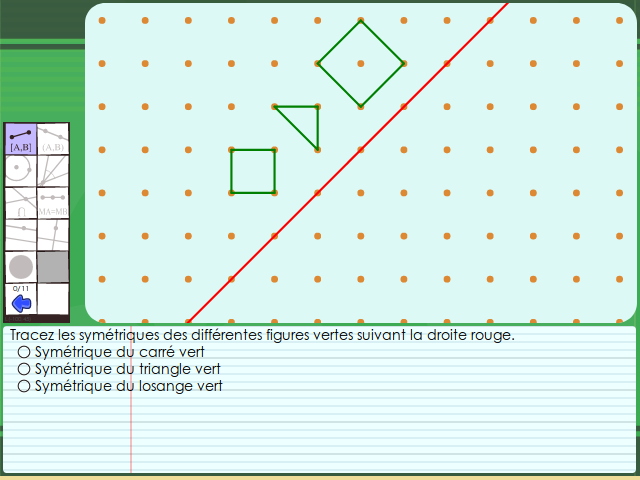 [A,B]
(A,B)
∩
MA=MB
0/11
Tracez les symétriques des différentes figures vertes suivant la droite rouge.
Symétrique du carré vert
Symétrique du triangle vert
Symétrique du losange vert